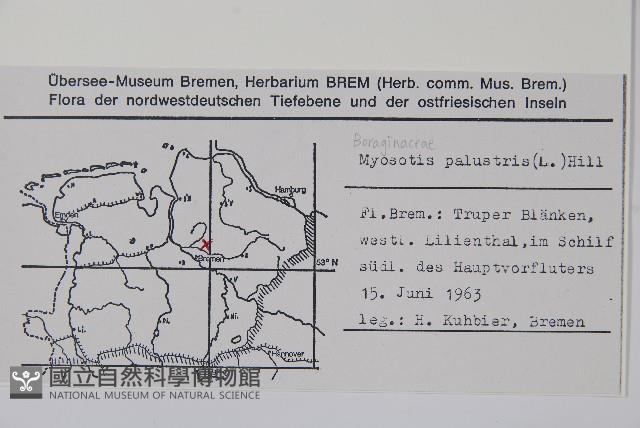 Übersee-Museum Bremen, Herbarium BREM (Herb. comm. Mus. Brem.)
Flora der nordwestdeutschen Tiefebene und der ostfriesischen Inseln
Boraginaceae
Myosotis palustris(L.)Hill
Fl.Brem.: Truper Blänken,
westl. Lilienthal,im Schilf
südl. des Hauptvorfluters
15. Juni 1963
leg.: H. Kuhbier, Bremen
Hamburg
Emden
Bremen
53° N
Hannover
國立自然科學博物館
NATIONAL MUSEUM OF NATURAL SCIENCE